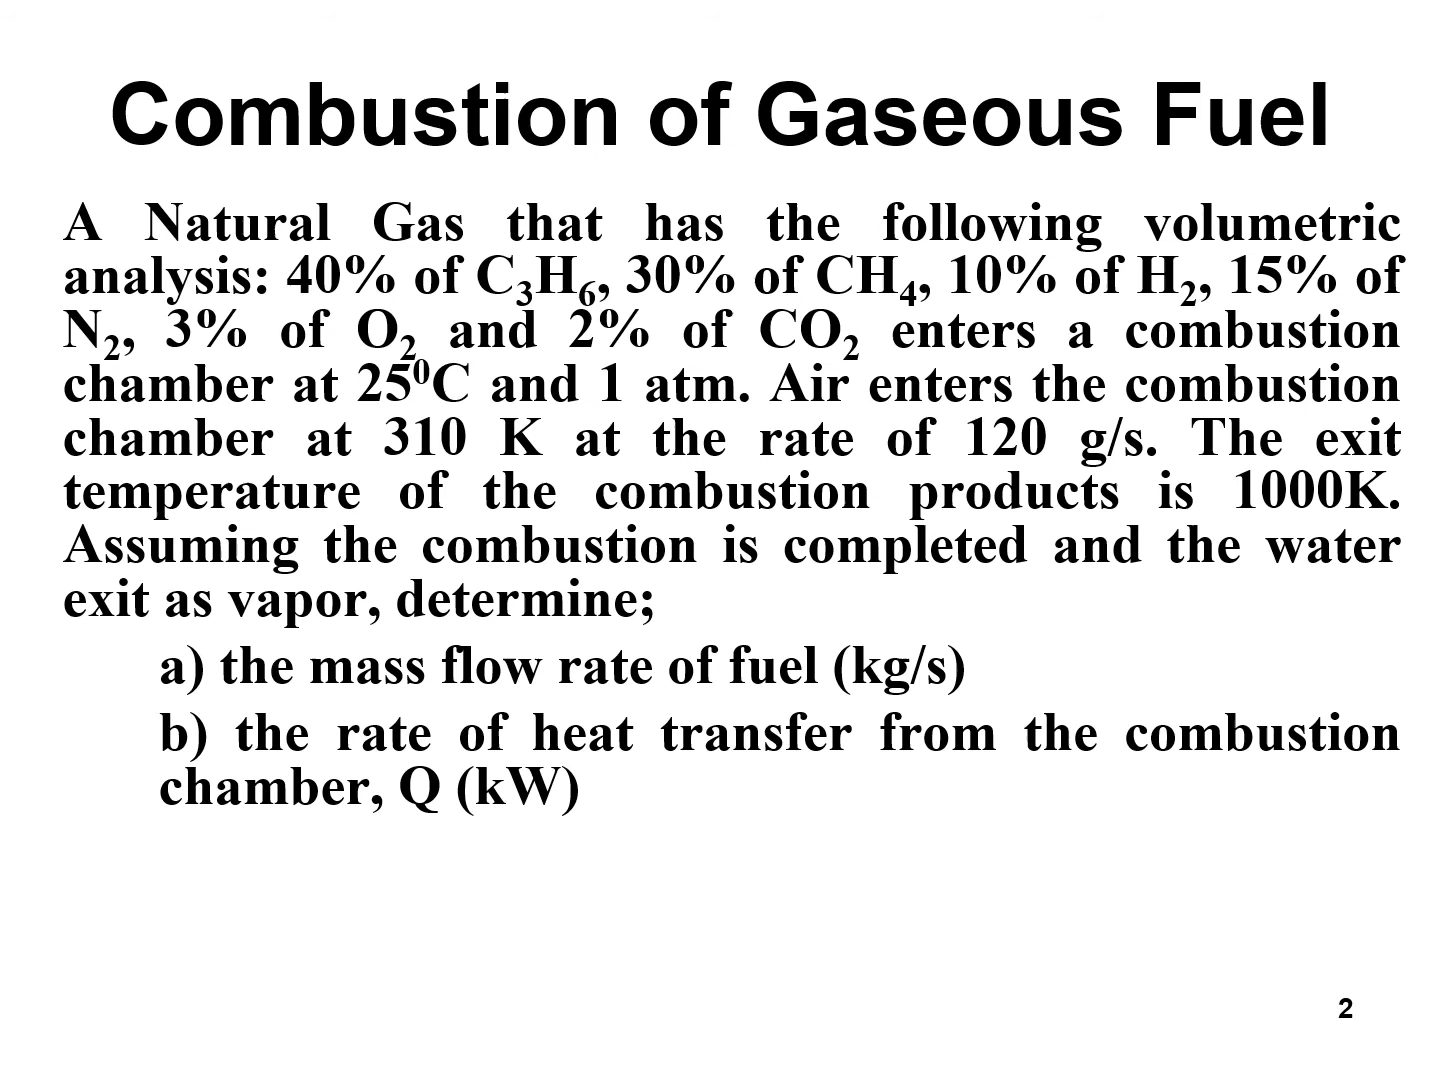 Combustion of Gaseous Fuel
A Natural Gas that has the following volumetric
analysis: 40% of C₃H₆, 30% of CH₄, 10% of H₂, 15% of
N₂, 3% of O₂ and 2% of CO₂ enters a combustion
chamber at 25⁰C and 1 atm. Air enters the combustion
chamber at 310 K at the rate of 120 g/s. The exit
temperature of the combustion products is 1000K.
Assuming the combustion is completed and the water
exit as vapor, determine;
a) the mass flow rate of fuel (kg/s)
b) the rate of heat transfer from the combustion
chamber, Q (kW)
2